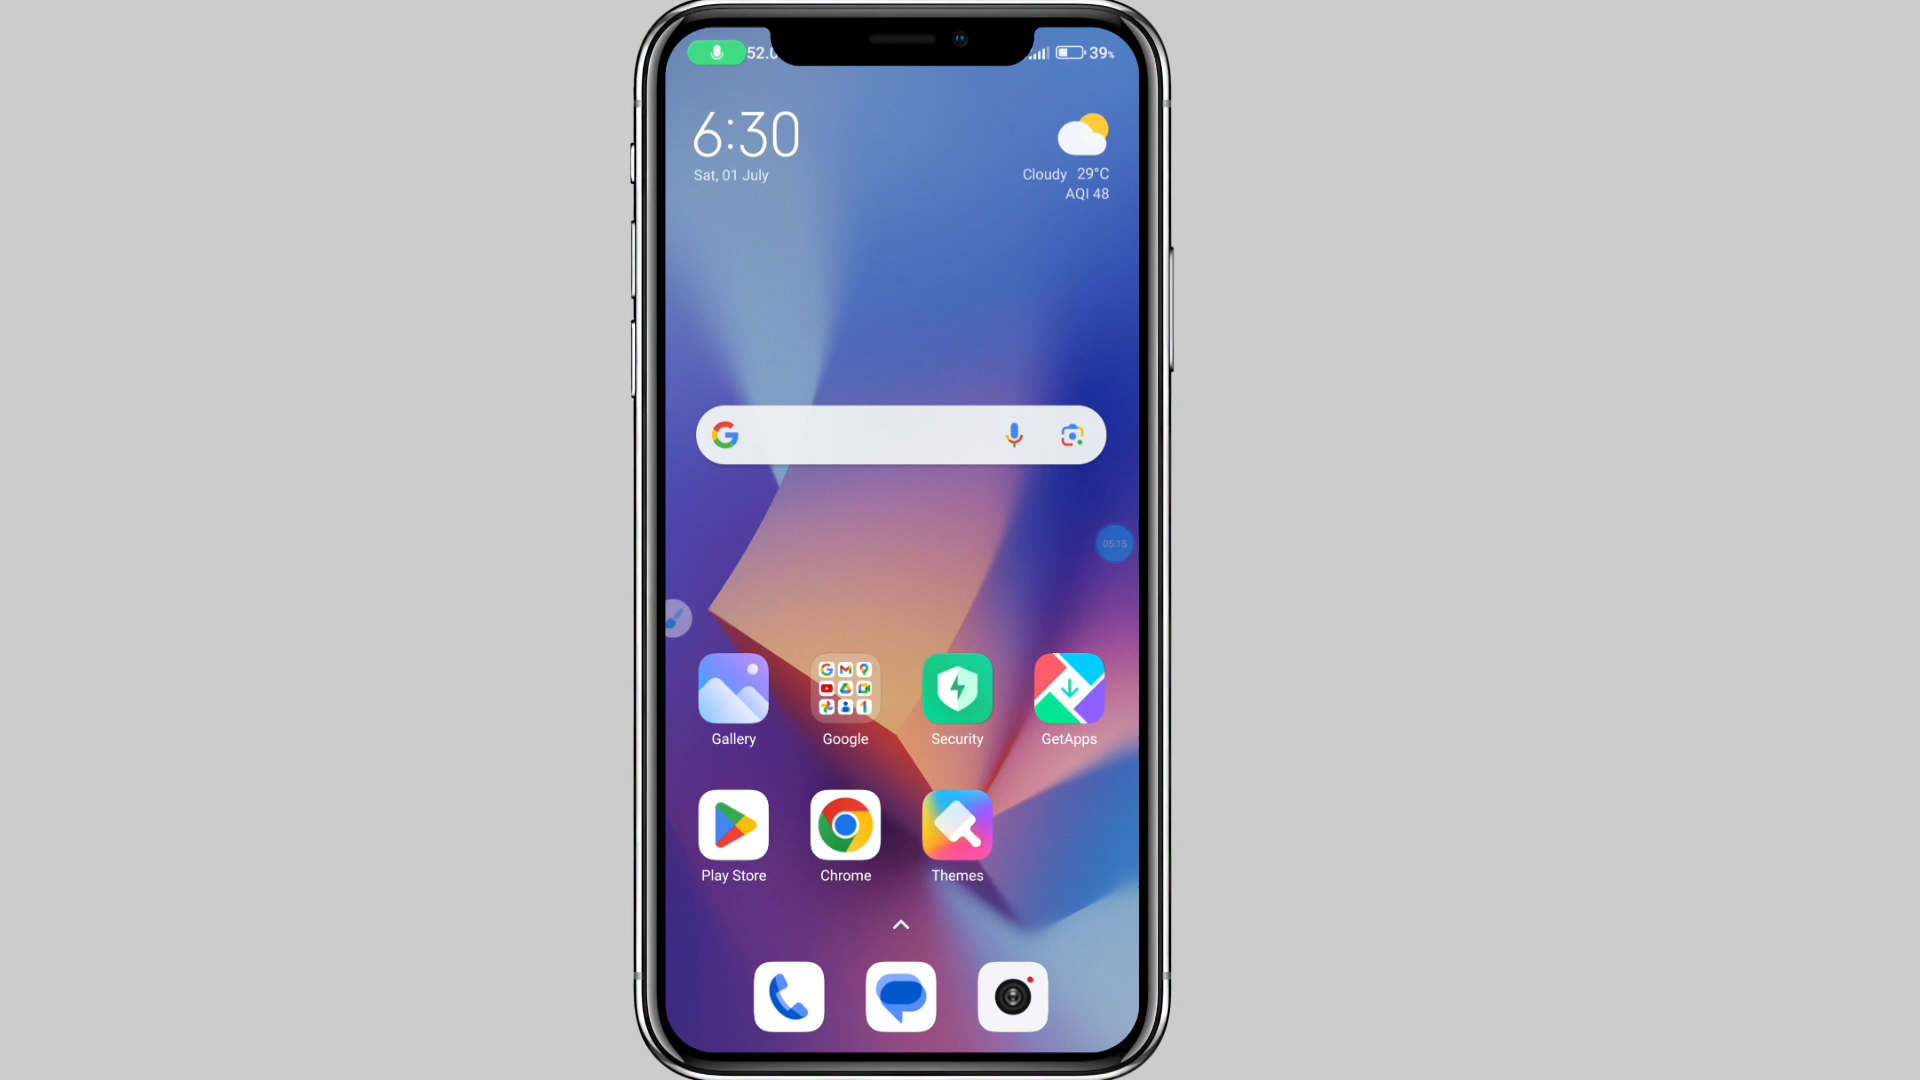 52.0
39%
6:30
Sat, 01 July
Cloudy 29°C
AQI 48
05:15
Gallery
Google
Security
GetApps
Play Store
Chrome
Themes